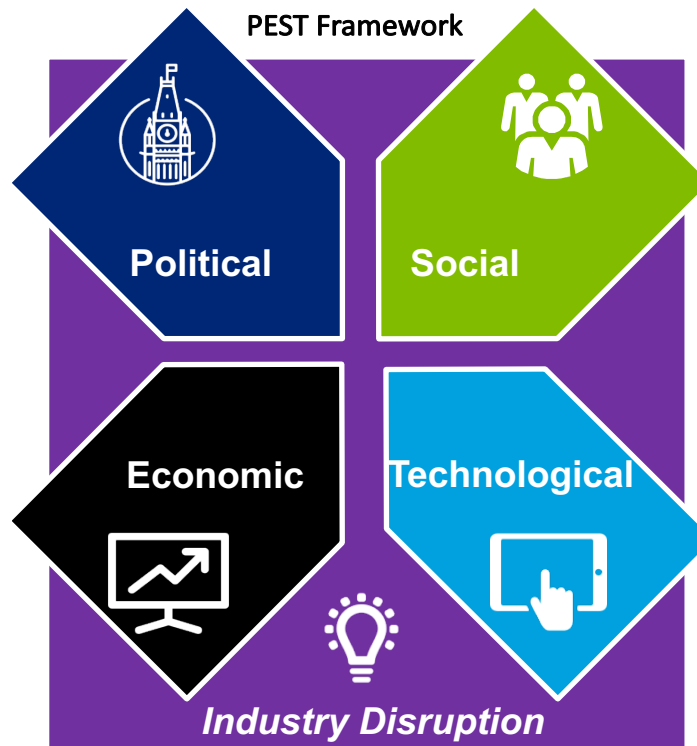 PEST Framework
Political
Social
Economic
Technological
Industry Disruption